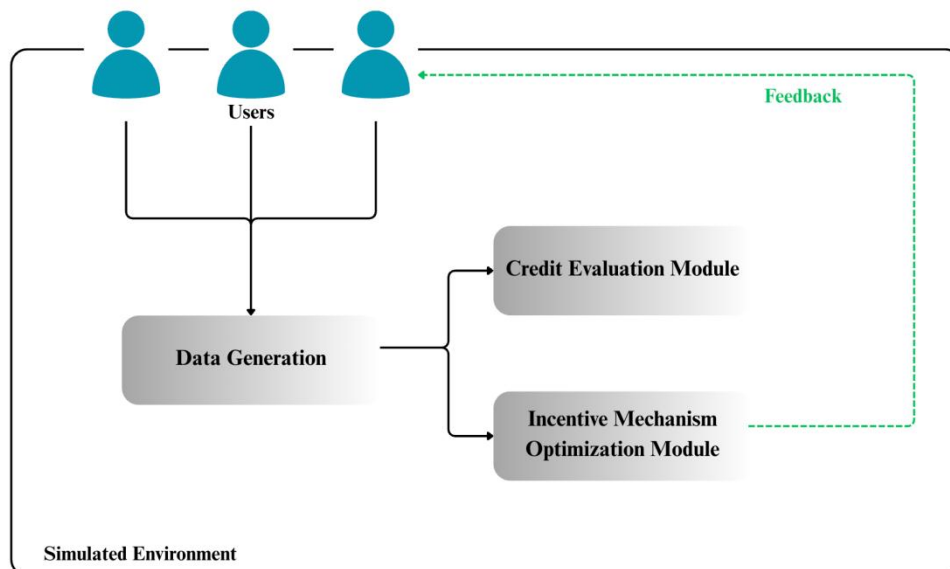 Users
Feedback
Credit Evaluation Module
Data Generation
Incentive Mechanism
Optimization Module
Simulated Environment